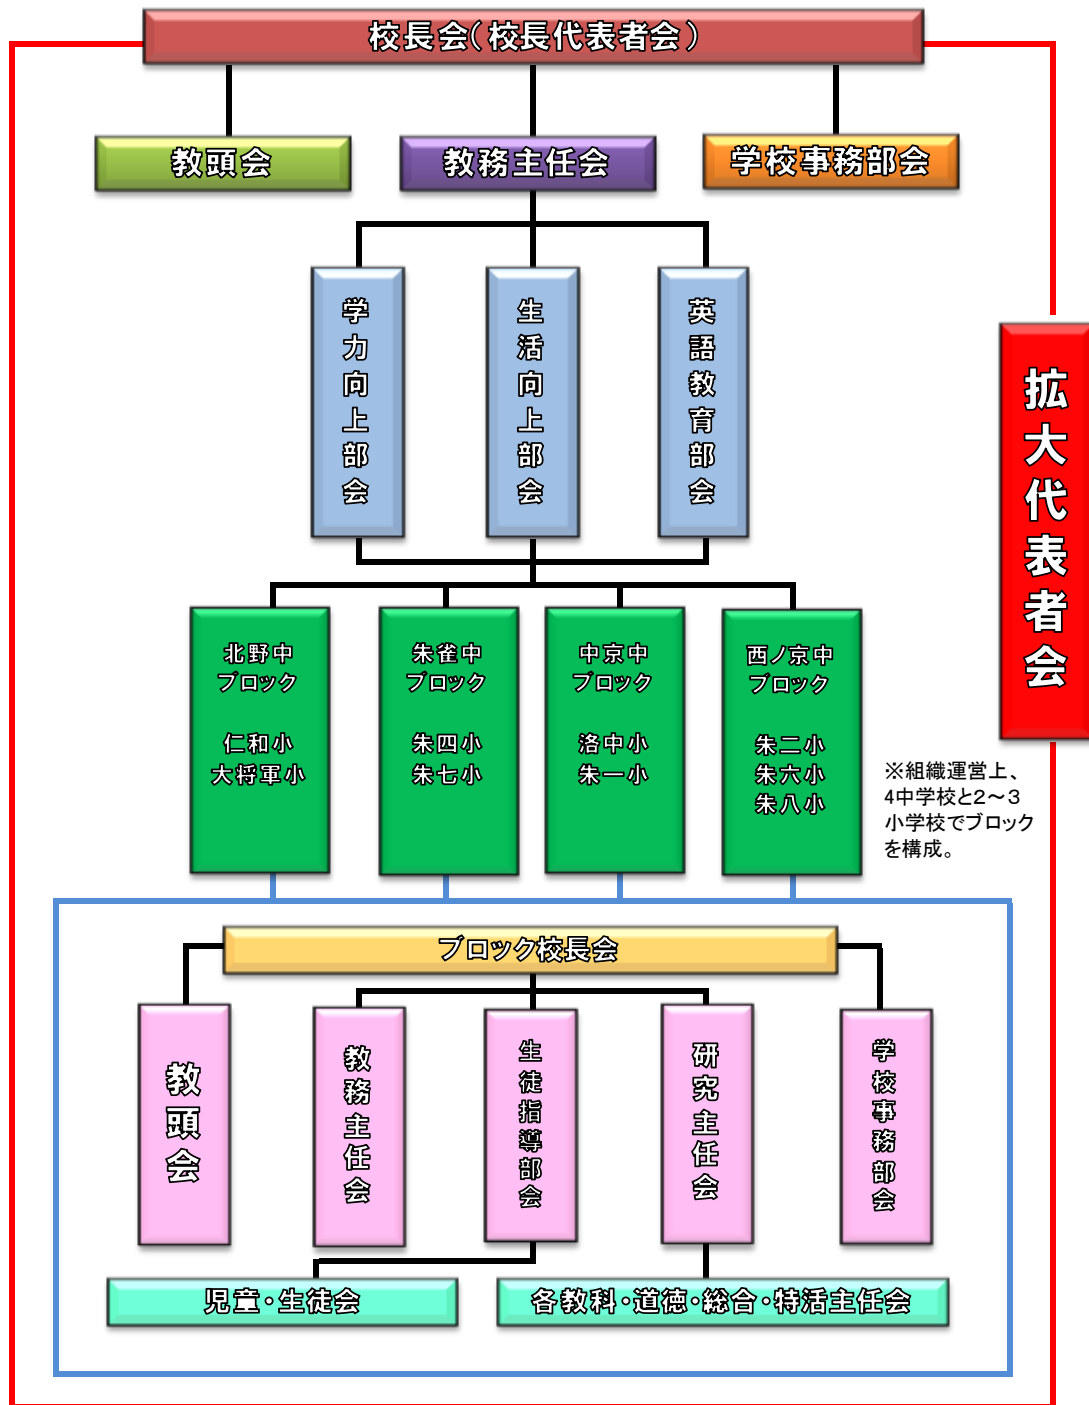 校長会（校長代表者会）
教頭会
教務主任会
学校事務部会
学力向上部会
生活向上部会
英語教育部会
拡大代表者会
北野中
ブロック
仁和小
大将軍小
朱雀中
ブロック
朱四小
朱七小
中京中
ブロック
洛中小
朱一小
西ノ京中
ブロック
朱二小
朱六小
朱八小
※組織運営上、
4中学校と２～３
小学校でブロック
を構成。
ブロック校長会
教頭会
教務主任会
生徒指導部会
研究主任会
学校事務部会
児童・生徒会
各教科・道徳・総合・特活主任会